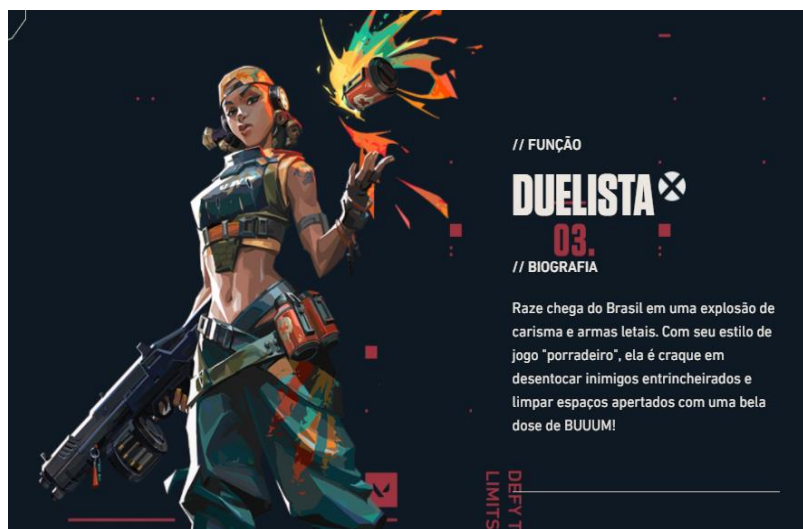 // FUNÇÃO
DUELISTA
03.
// BIOGRAFIA
Raze chega do Brasil em uma explosão de
carisma e armas letais. Com seu estilo de
jogo "porradeiro", ela é craque em
desentocar inimigos entrincheirados e
limpar espaços apertados com uma bela
dose de BUUUM!
DEFY T
LIMITS